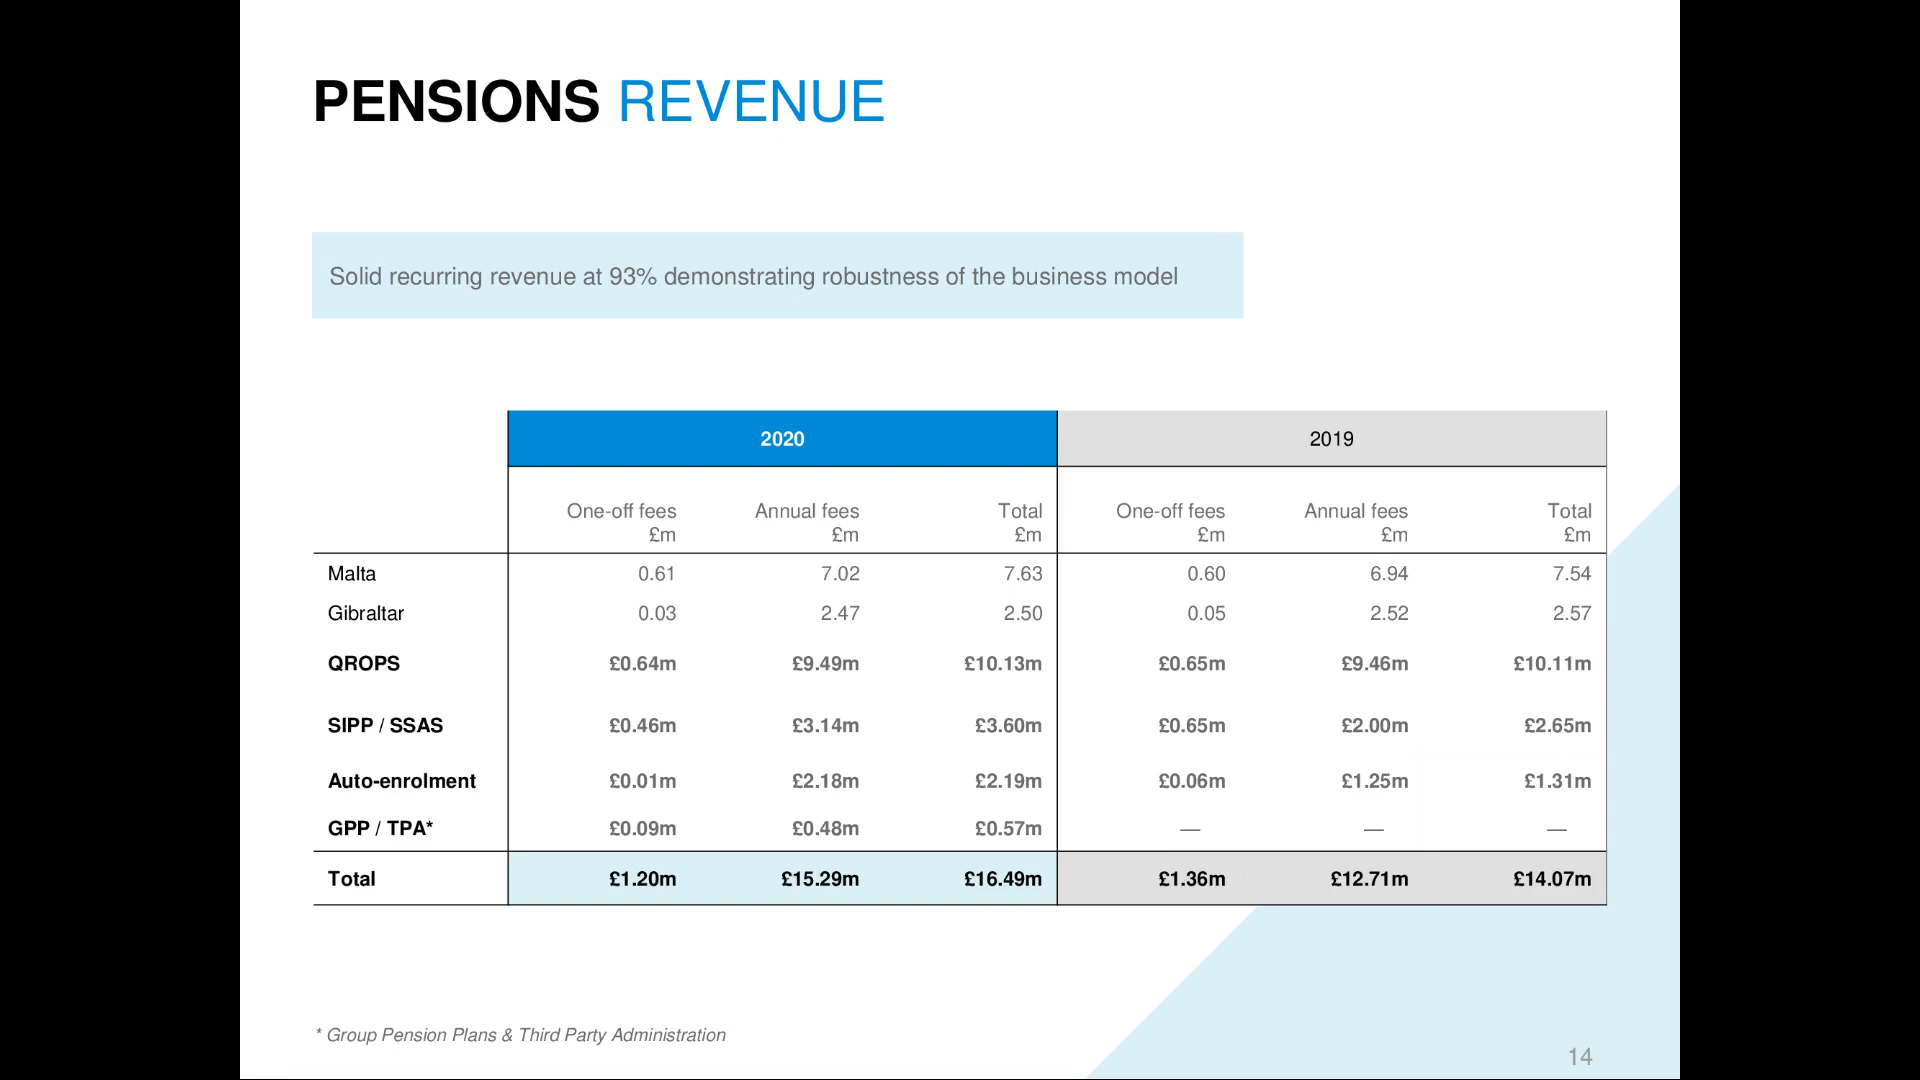 PENSIONS REVENUE
Solid recurring revenue at 93% demonstrating robustness of the business model
2020 2019
One-off fees Annual fees Total One-off fees Annual fees Total
£m £m £m £m £m £m
Malta 0.61 7.02 7.63 0.60 6.94 7.54
Gibraltar 0.03 2.47 2.50 0.05 2.52 2.57
QROPS £0.64m £9.49m £10.13m £0.65m £9.46m £10.11m
SIPP / SSAS £0.46m £3.14m £3.60m £0.65m £2.00m £2.65m
Auto-enrolment £0.01m £2.18m £2.19m £0.06m £1.25m £1.31m
GPP / TPA* £0.09m £0.48m £0.57m — — —
Total £1.20m £15.29m £16.49m £1.36m £12.71m £14.07m
* Group Pension Plans & Third Party Administration
14